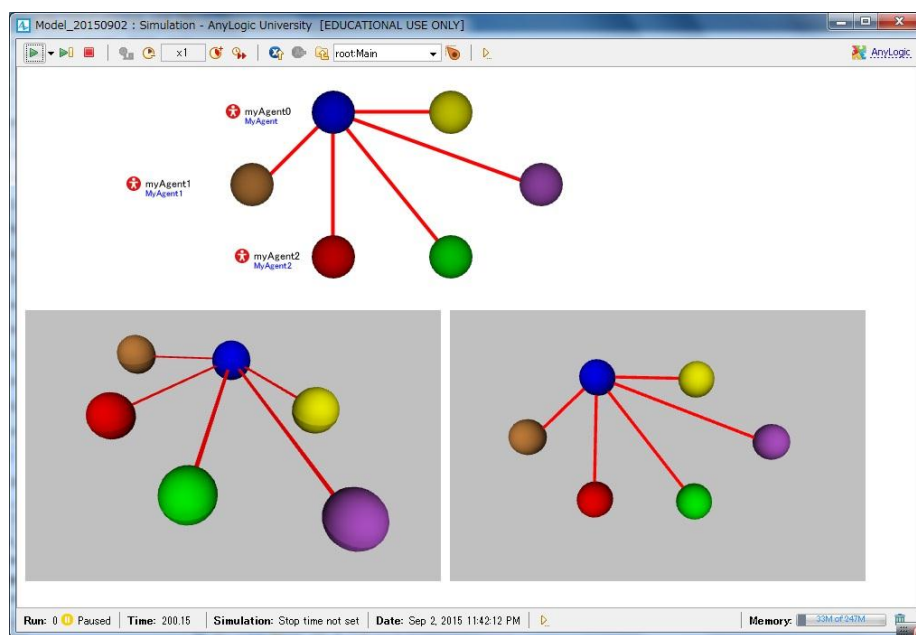 Model_20150902 : Simulation - AnyLogic University [EDUCATIONAL USE ONLY]
x1 root:Main AnyLogic
myAgent0
MyAgent
myAgent1
MyAgent1
myAgent2
MyAgent2
Run: 0 Paused Time: 200.15 Simulation: Stop time not set Date: Sep 2, 2015 11:42:12 PM Memory: 33M of 247M